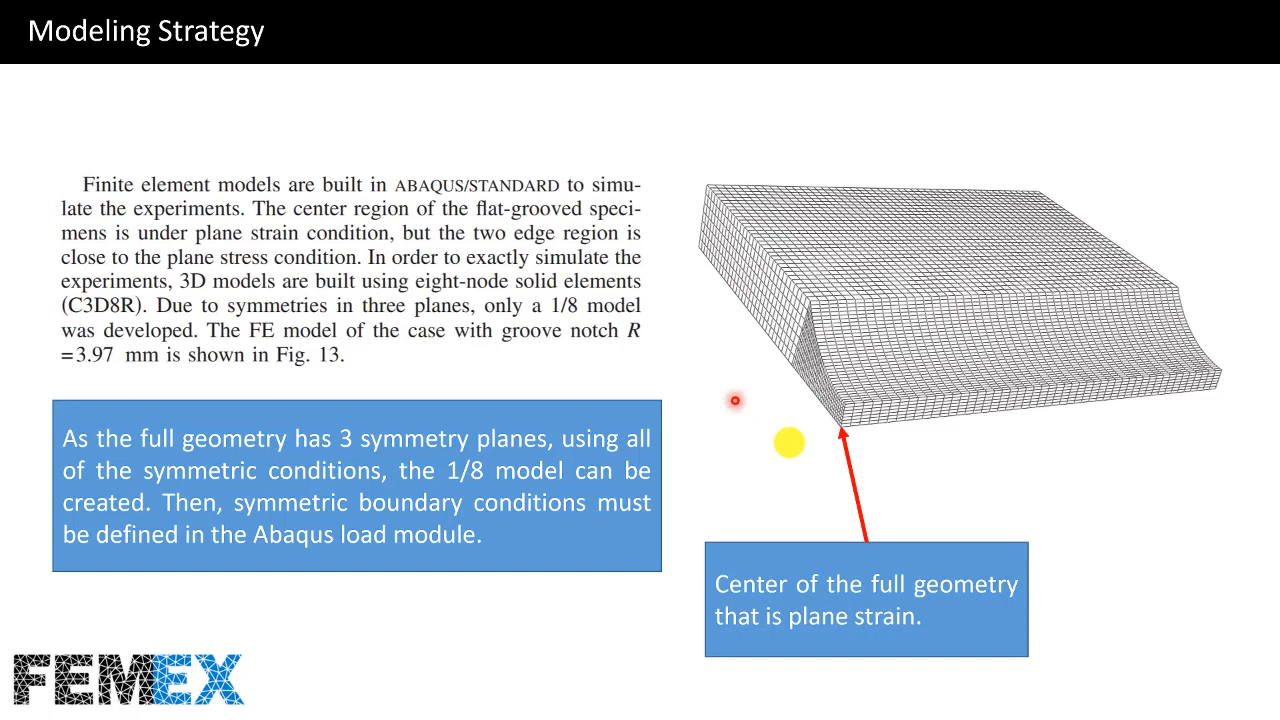 Modeling Strategy
Finite element models are built in ABAQUS/STANDARD to simu-
late the experiments. The center region of the flat-grooved speci-
mens is under plane strain condition, but the two edge region is
close to the plane stress condition. In order to exactly simulate the
experiments, 3D models are built using eight-node solid elements
(C3D8R). Due to symmetries in three planes, only a 1/8 model
was developed. The FE model of the case with groove notch R
=3.97 mm is shown in Fig. 13.
As the full geometry has 3 symmetry planes, using all
of the symmetric conditions, the 1/8 model can be
created. Then, symmetric boundary conditions must
be defined in the Abaqus load module.
Center of the full geometry
that is plane strain.
FEMEX